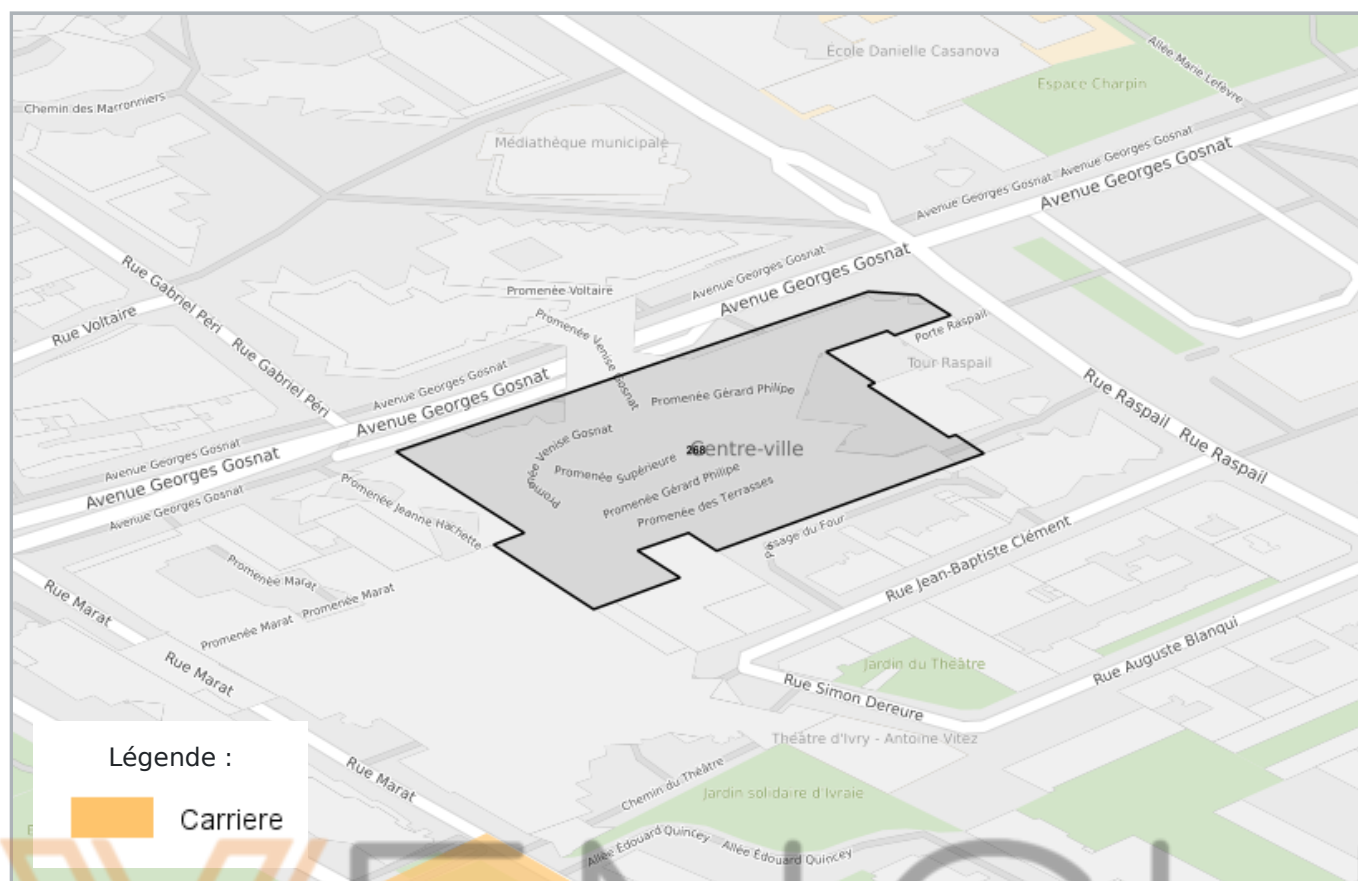 École Danielle Casanova
Allée Marie Lefèvre
Espace Charpin
Chemin des Marronniers
Médiathèque municipale
Avenue Georges Gosnat
Avenue Georges Gosnat
Avenue Georges Gosnat
Avenue Georges Gosnat
Avenue Georges Gosnat
Avenue Georges Gosnat
Rue Gabriel Péri
Promenée Voltaire
Rue Voltaire
Promenée Venise Gosnat
Porte Raspail
Rue Gabriel Péri
Tour Raspail
Avenue Georges Gosnat
Avenue Georges Gosnat
Promenée Gérard Philipe
Rue Raspail
Rue Raspail
Promenée Venise Gosnat
268
Centre-ville
Avenue Georges Gosnat
Avenue Georges Gosnat
Avenue Georges Gosnat
Promenée Supérieure
Promenée Gérard Philipe
Promenée des Terrasses
Promenée Jeanne Hachette
Passage du Four
Rue Jean-Baptiste Clément
Promenée Marat
Promenée Marat
Promenée Marat
Rue Marat
Rue Auguste Blanqui
Rue Marat
Jardin du Théâtre
Rue Simon Dereure
Théâtre d'Ivry - Antoine Vitez
Légende :
Rue Marat
Chemin du Théâtre
Jardin solidaire d'Ivraie
Carriere
Allée Édouard Quincey
Allée Édouard Quincey